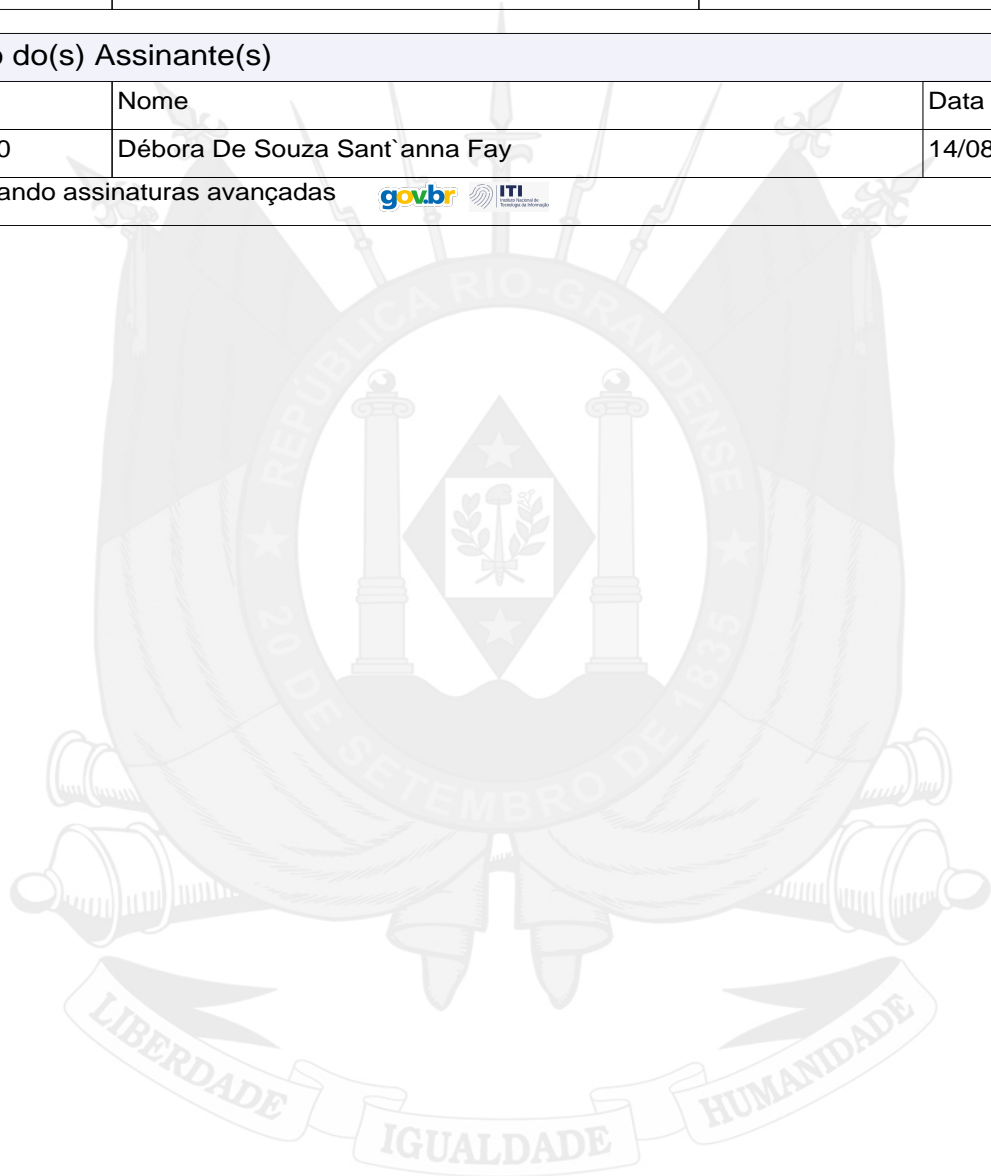 o do(s) Assinante(s)
Nome Data
0 Débora De Souza Sant`anna Fay 14/08
ando assinaturas avançadas gov.br ITI
REPÚBLICA RIO-GRANDENSE
20 DE SETEMBRO DE 1835
LIBERDADE IGUALDADE HUMANIDADE